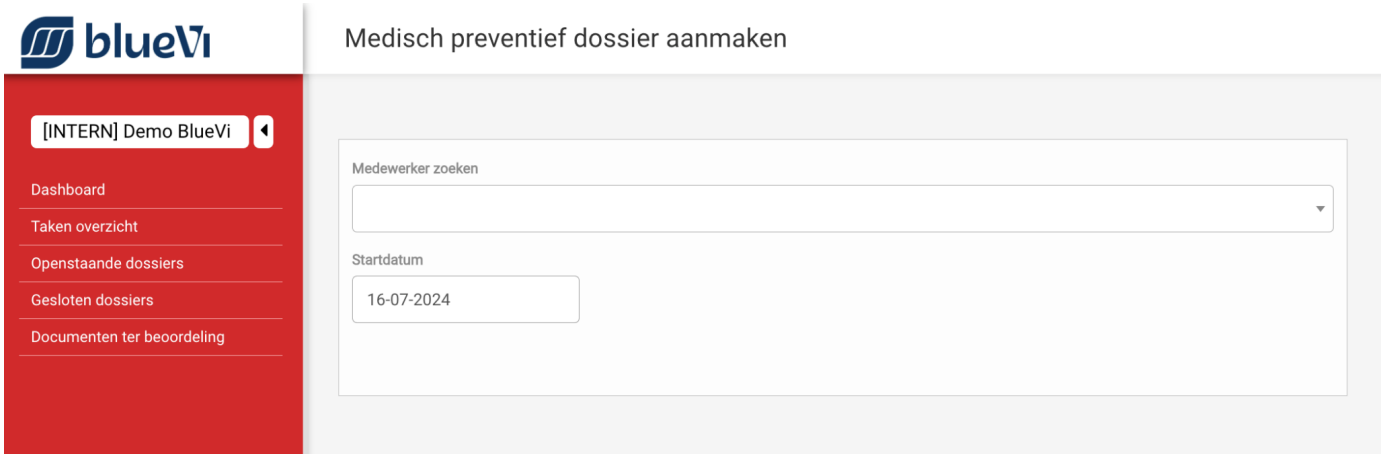 blueVi
Medisch preventief dossier aanmaken
[INTERN] Demo BlueVi
Dashboard
Taken overzicht
Openstaande dossiers
Gesloten dossiers
Documenten ter beoordeling
Medewerker zoeken
Startdatum
16-07-2024